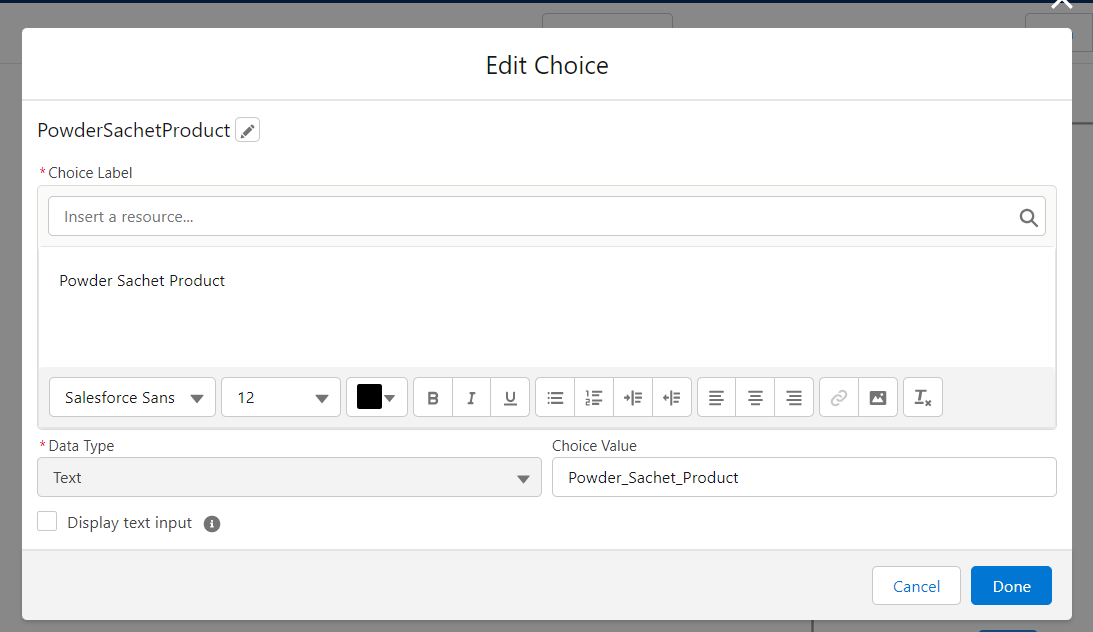 Edit Choice
PowderSachetProduct
* Choice Label
Insert a resource...
Powder Sachet Product
Salesforce Sans 12 B I U
* Data Type Choice Value
Text Powder_Sachet_Product
Display text input
Cancel Done